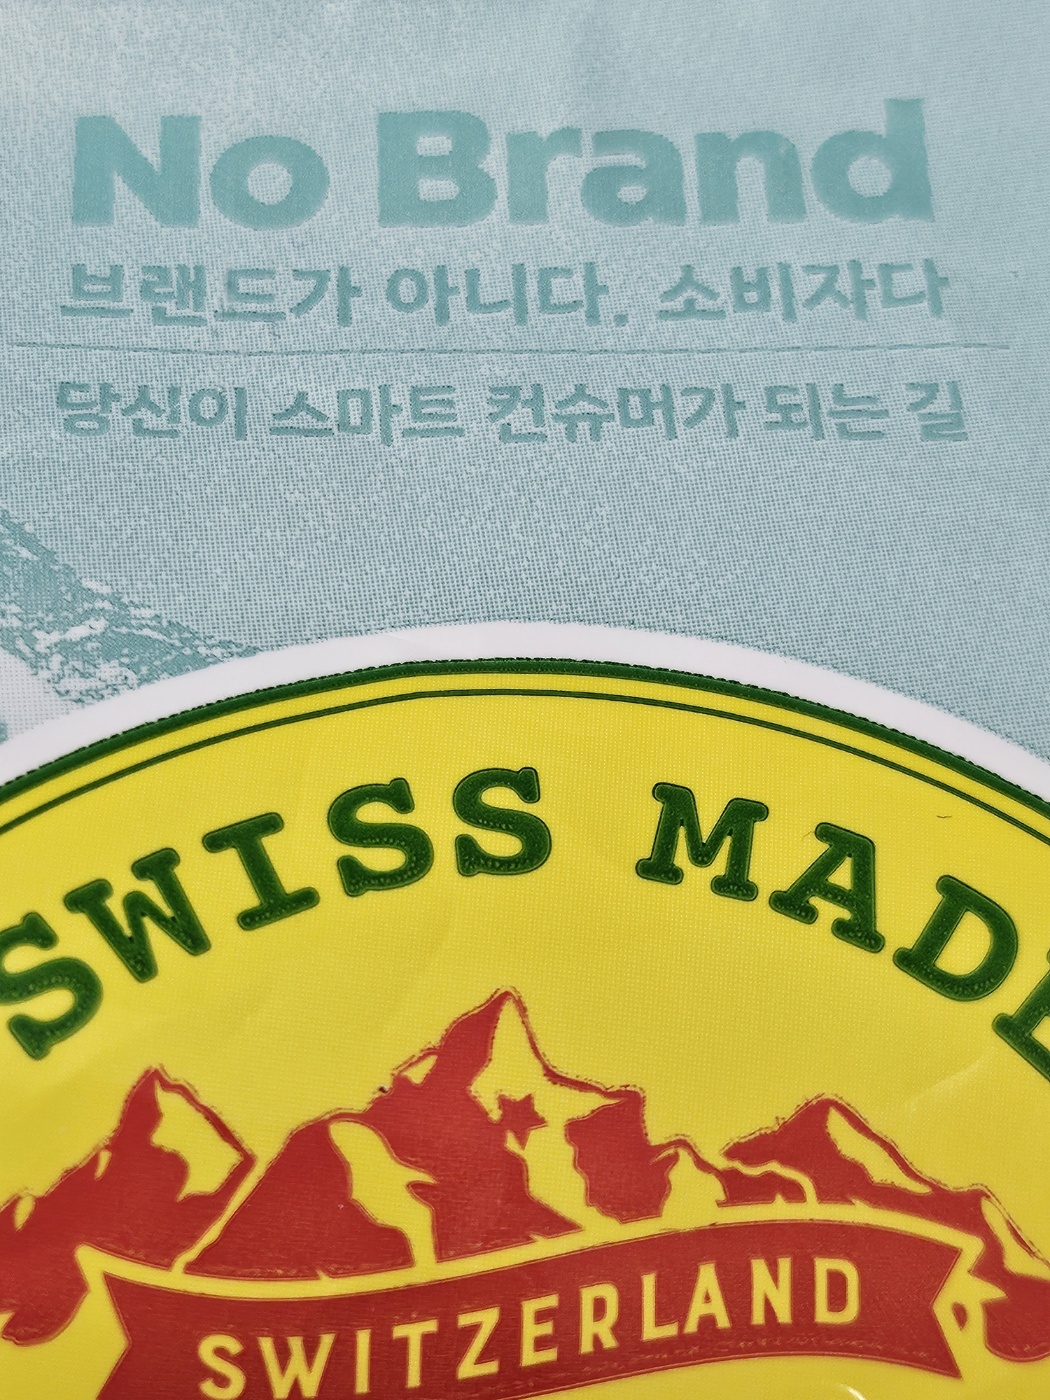 No Brand
브랜드가 아니다. 소비자다
당신이 스마트 컨슈머가 되는 길
SWISS MADE
SWITZERLAND